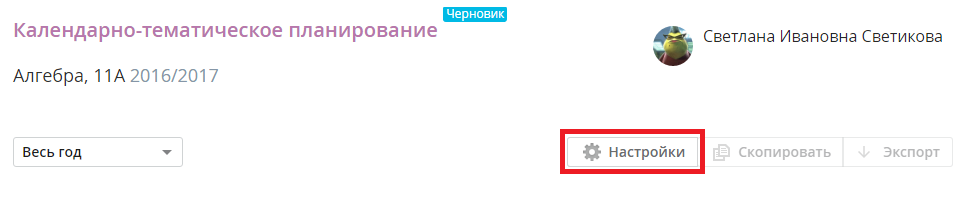 Черновик
Календарно-тематическое планирование
Светлана Ивановна Светикова
Алгебра, 11А 2016/2017
Весь год
Настройки
Скопировать
Экспорт